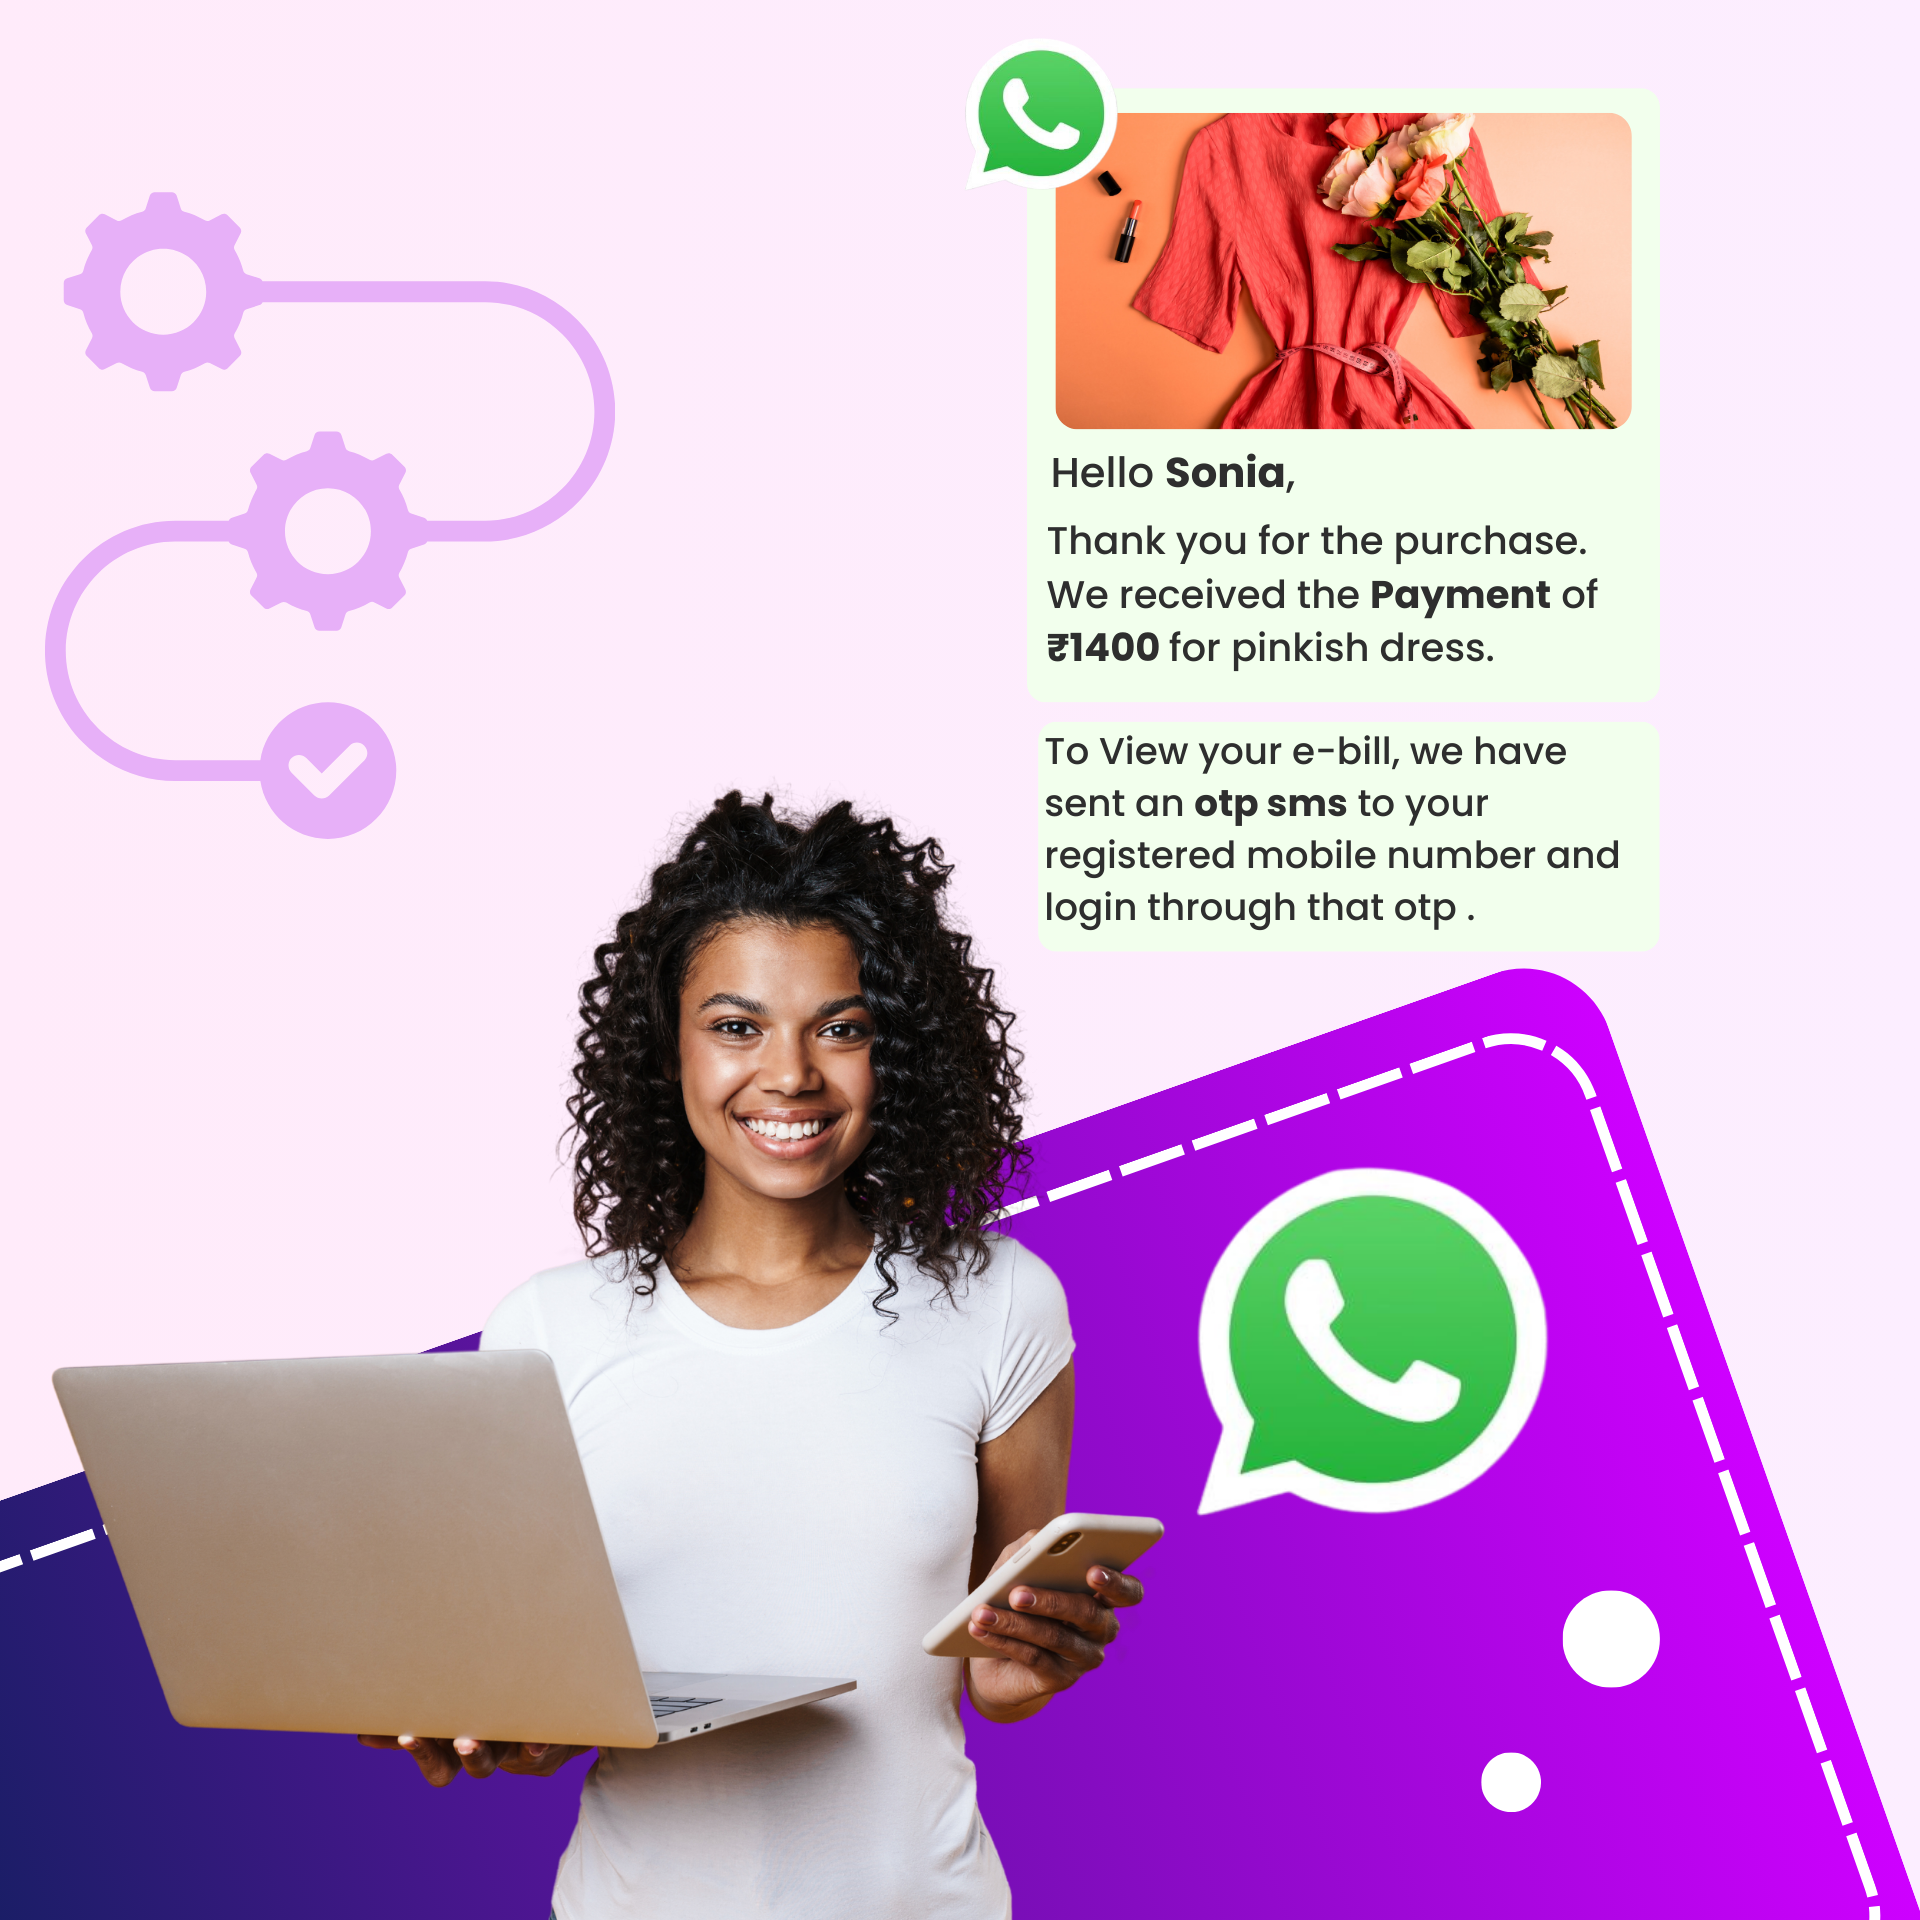 Hello Sonia,
Thank you for the purchase.
We received the Payment of
₹1400 for pinkish dress.
To View your e-bill, we have
sent an otp sms to your
registered mobile number and
login through that otp .